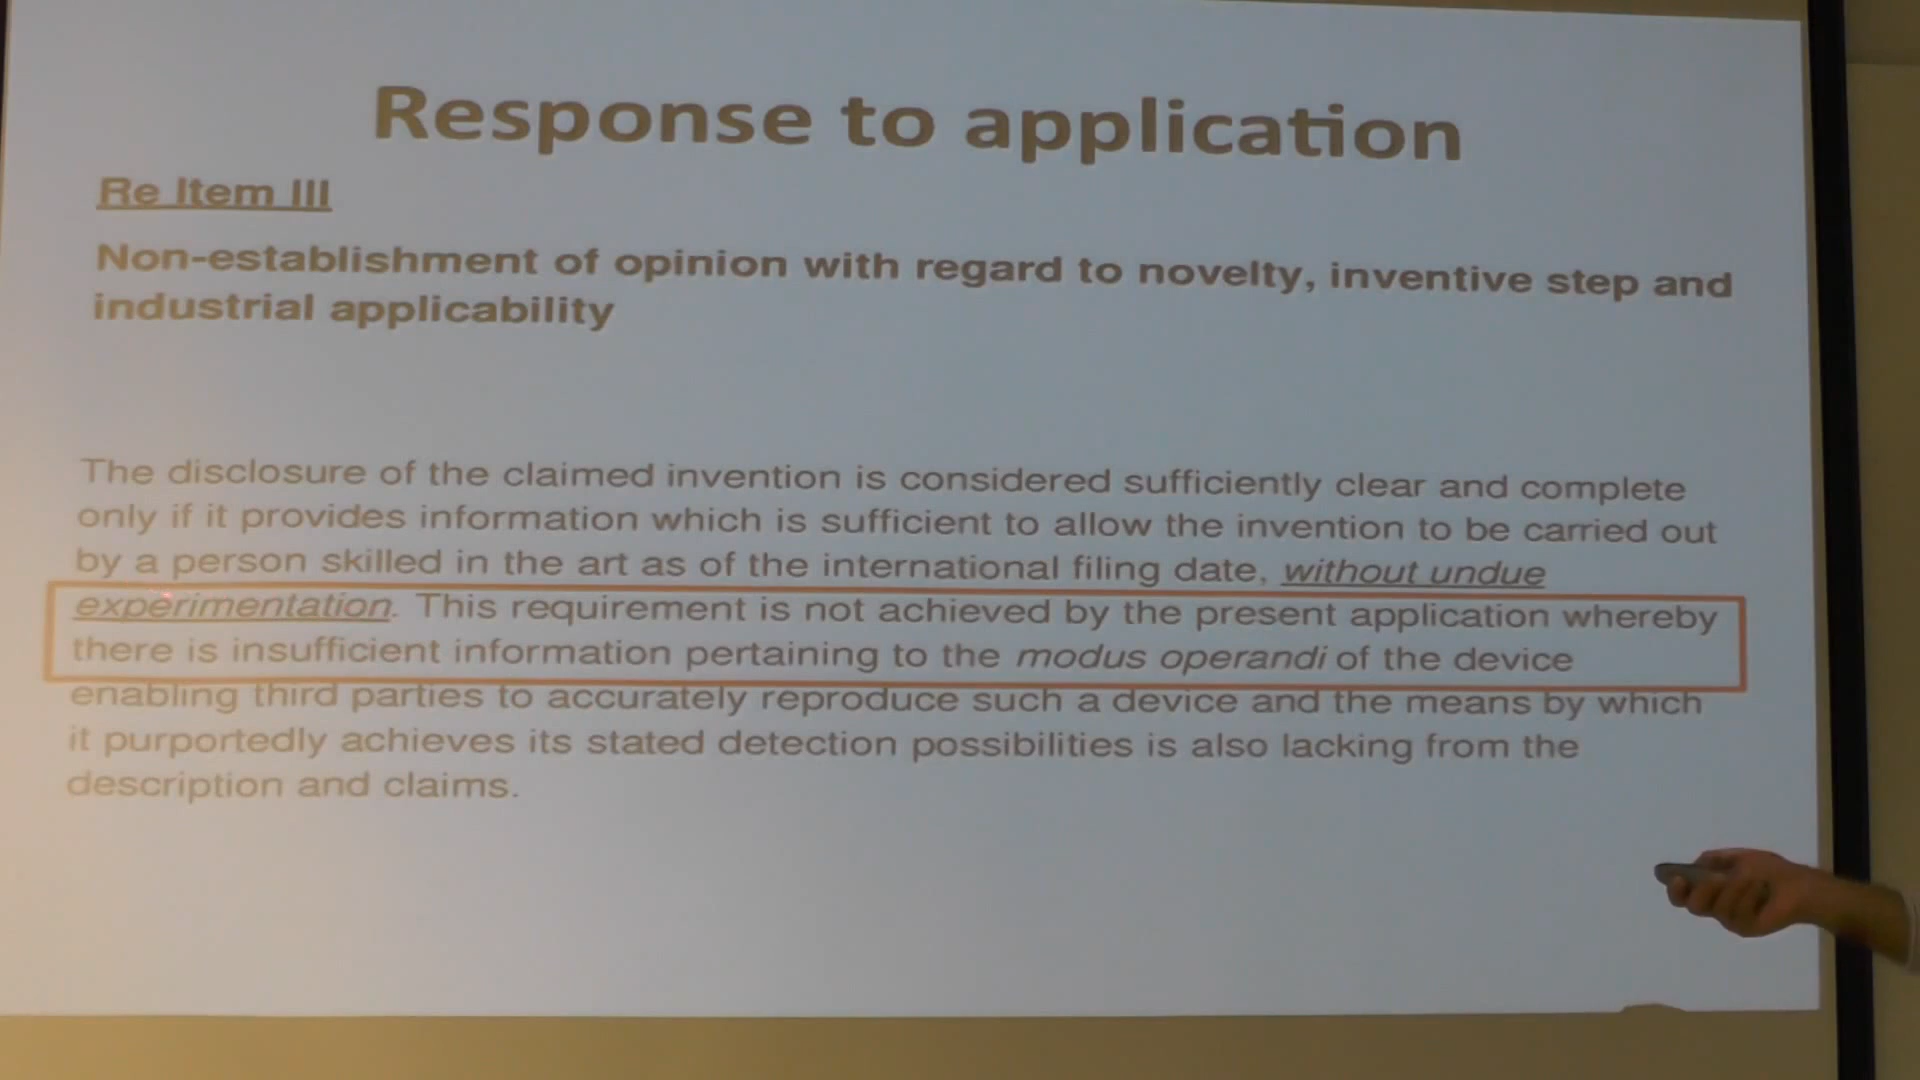 Response to application
Re Item III
Non-establishment of opinion with regard to novelty, inventive step and
industrial applicability
The disclosure of the claimed invention is considered sufficiently clear and complete
only if it provides information which is sufficient to allow the invention to be carried out
by a person skilled in the art as of the international filing date, without undue
experimentation. This requirement is not achieved by the present application whereby
there is insufficient information pertaining to the modus operandi of the device
enabling third parties to accurately reproduce such a device and the means by which
it purportedly achieves its stated detection possibilities is also lacking from the
description and claims.